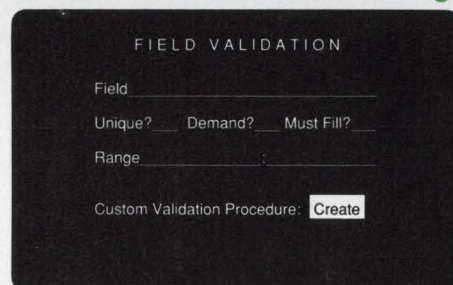 FIELD VALIDATION
Field
Unique? Demand? Must Fill?
Range :
Custom Validation Procedure: Create